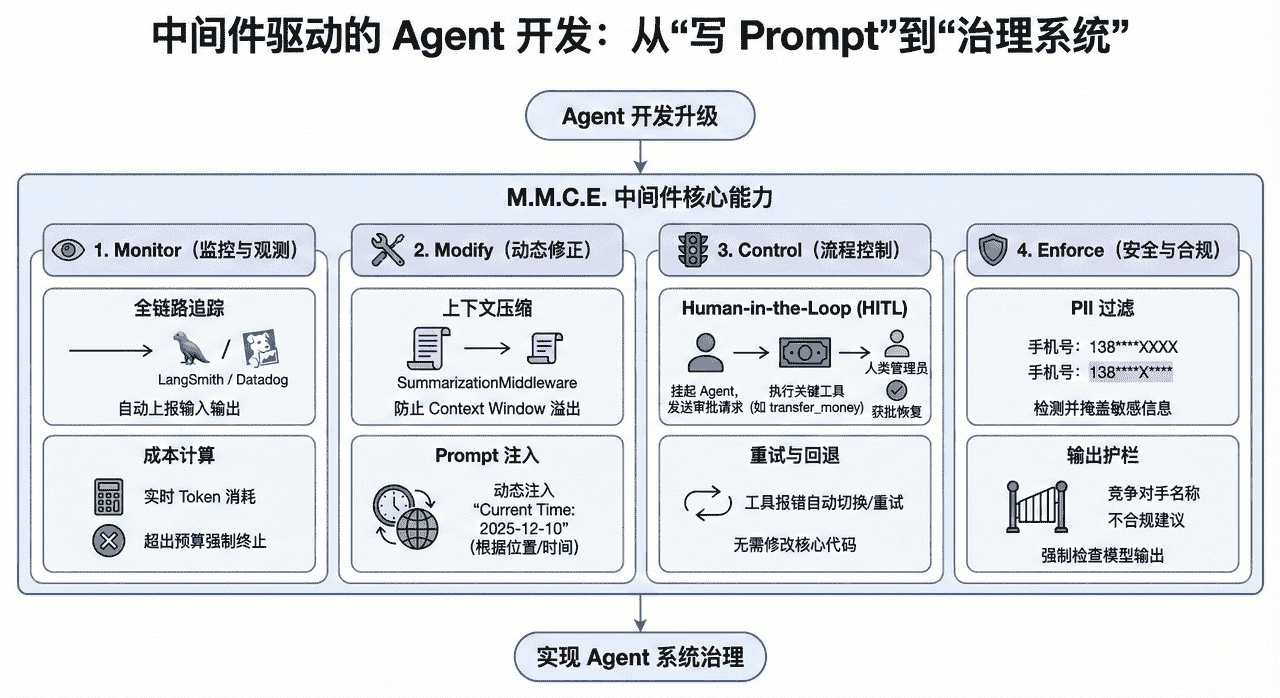 中间件驱动的 Agent 开发：从“写 Prompt”到“治理系统”
Agent 开发升级
M.M.C.E. 中间件核心能力
1. Monitor（监控与观测）
全链路追踪
LangSmith / Datadog
自动上报输入输出
成本计算
实时 Token 消耗
超出预算强制终止
2. Modify（动态修正）
上下文压缩
SummarizationMiddleware
防止 Context Window 溢出
Prompt 注入
动态注入
“Current Time:
2025-12-10”
（根据位置/时间）
3. Control（流程控制）
Human-in-the-Loop (HITL)
挂起 Agent,
发送审批请求
执行关键工具
（如 transfer_money）
人类管理员
获批恢复
重试与回退
工具报错自动切换/重试
无需修改核心代码
4. Enforce（安全与合规）
PII 过滤
手机号：138****XXXX
手机号：138****X****
检测并掩盖敏感信息
输出护栏
竞争对手名称
不合规建议
强制检查模型输出
实现 Agent 系统治理